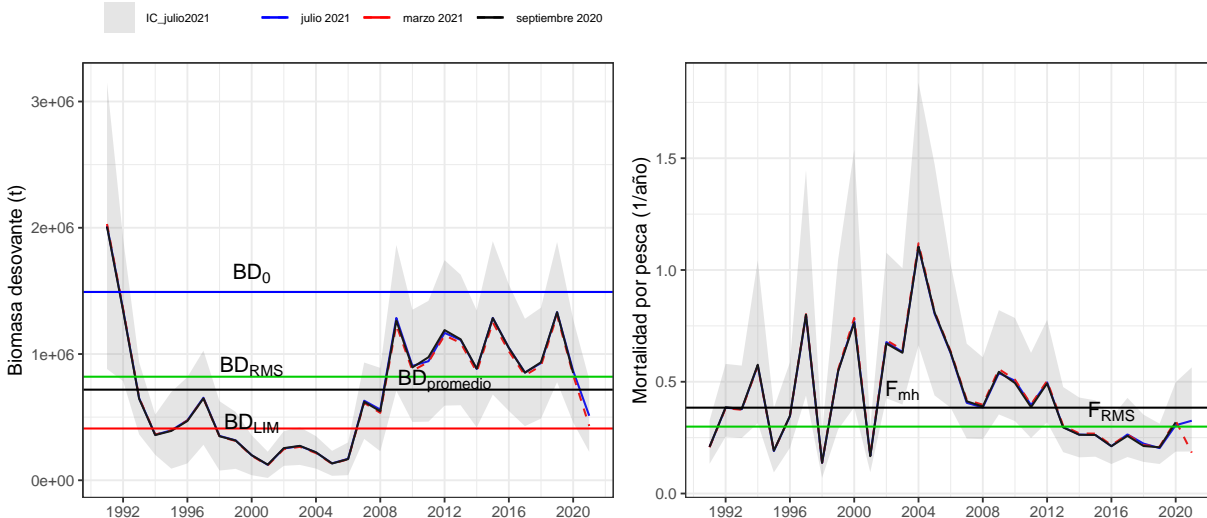 IC_julio2021 julio 2021 marzo 2021 septiembre 2020
Biomasa desovante (t)
3e+06
2e+06
1e+06
0e+00
BD0
BDRMS
BDpromedio
BDLIM
1992 1996 2000 2004 2008 2012 2016 2020
Mortalidad por pesca (1/año)
1.5
1.0
0.5
0.0
Fmh
FRMS
1992 1996 2000 2004 2008 2012 2016 2020